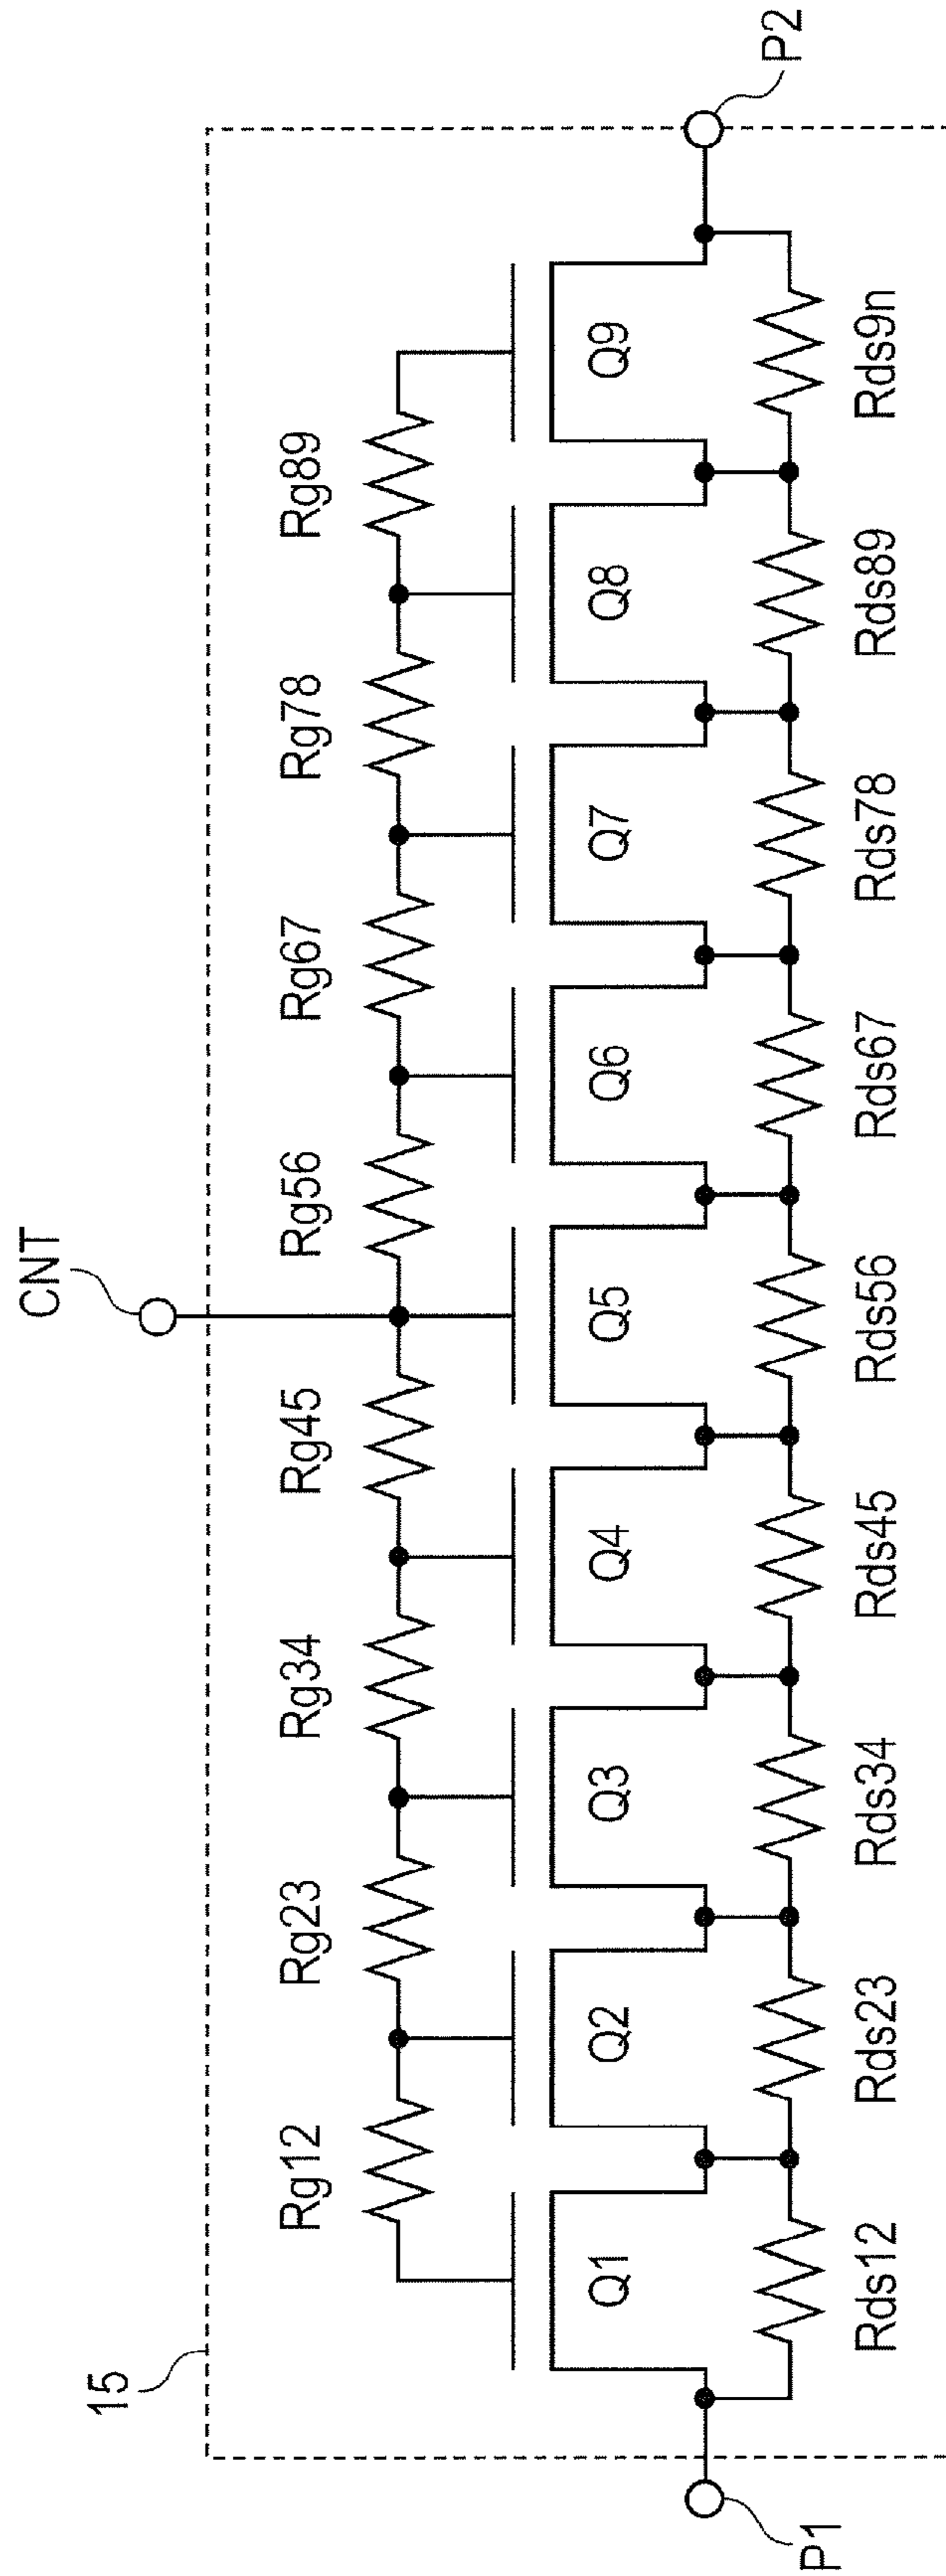 15
CNT
Rg12
Rg23
Rg34
Rg45
Rg56
Rg67
Rg78
Rg89
Q1
Q2
Q3
Q4
Q5
Q6
Q7
Q8
Q9
P1
P2
Rds12
Rds23
Rds34
Rds45
Rds56
Rds67
Rds78
Rds89
Rds9n